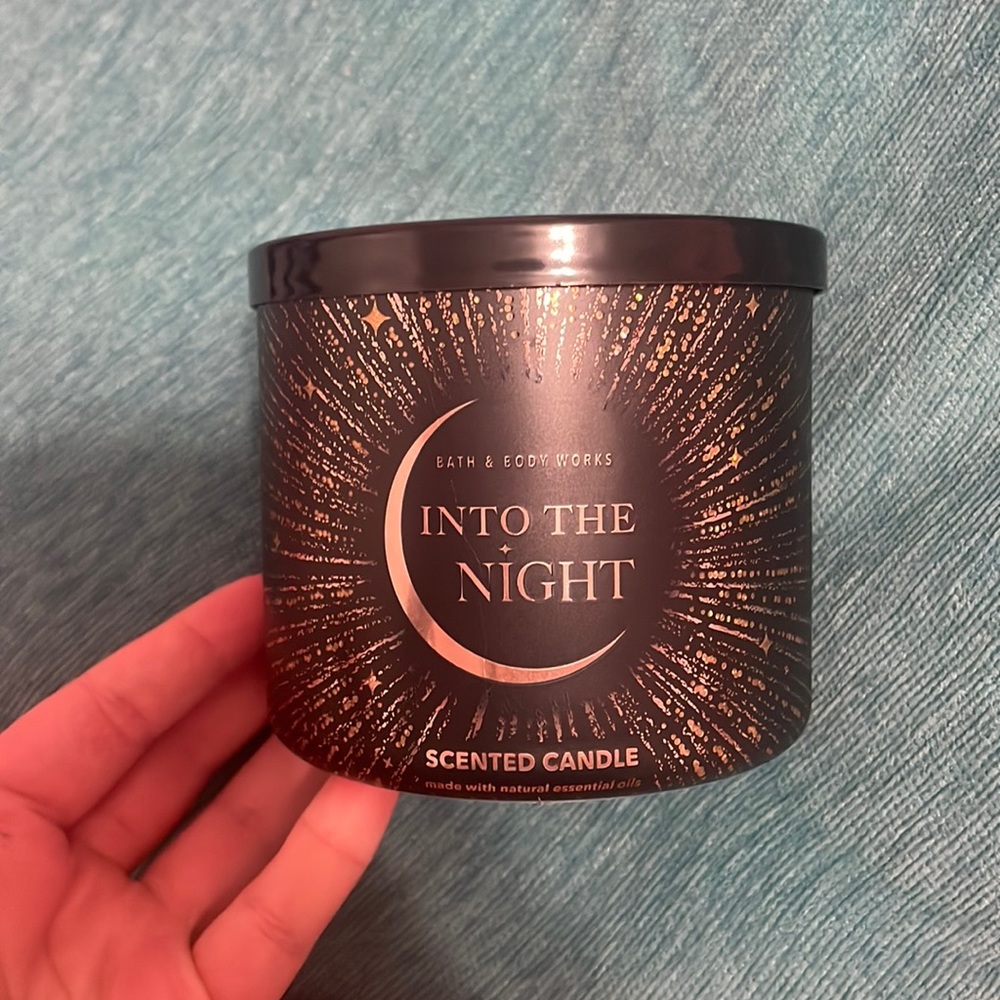 BATH & BODY WORKS
INTO THE
NIGHT
SCENTED CANDLE
made with natural essential oils